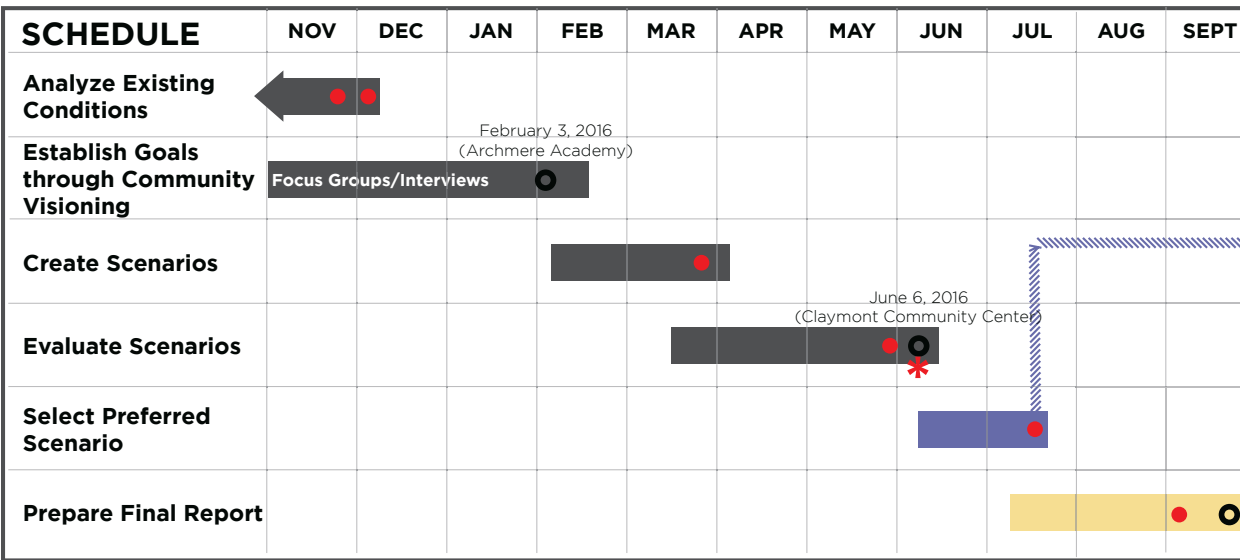 SCHEDULE NOV DEC JAN FEB MAR APR MAY JUN JUL AUG SEPT
Analyze Existing
Conditions
February 3, 2016
(Archmere Academy)
Establish Goals
through Community
Visioning
Focus Groups/Interviews
Create Scenarios
June 6, 2016
(Claymont Community Center)
Evaluate Scenarios
Select Preferred
Scenario
Prepare Final Report